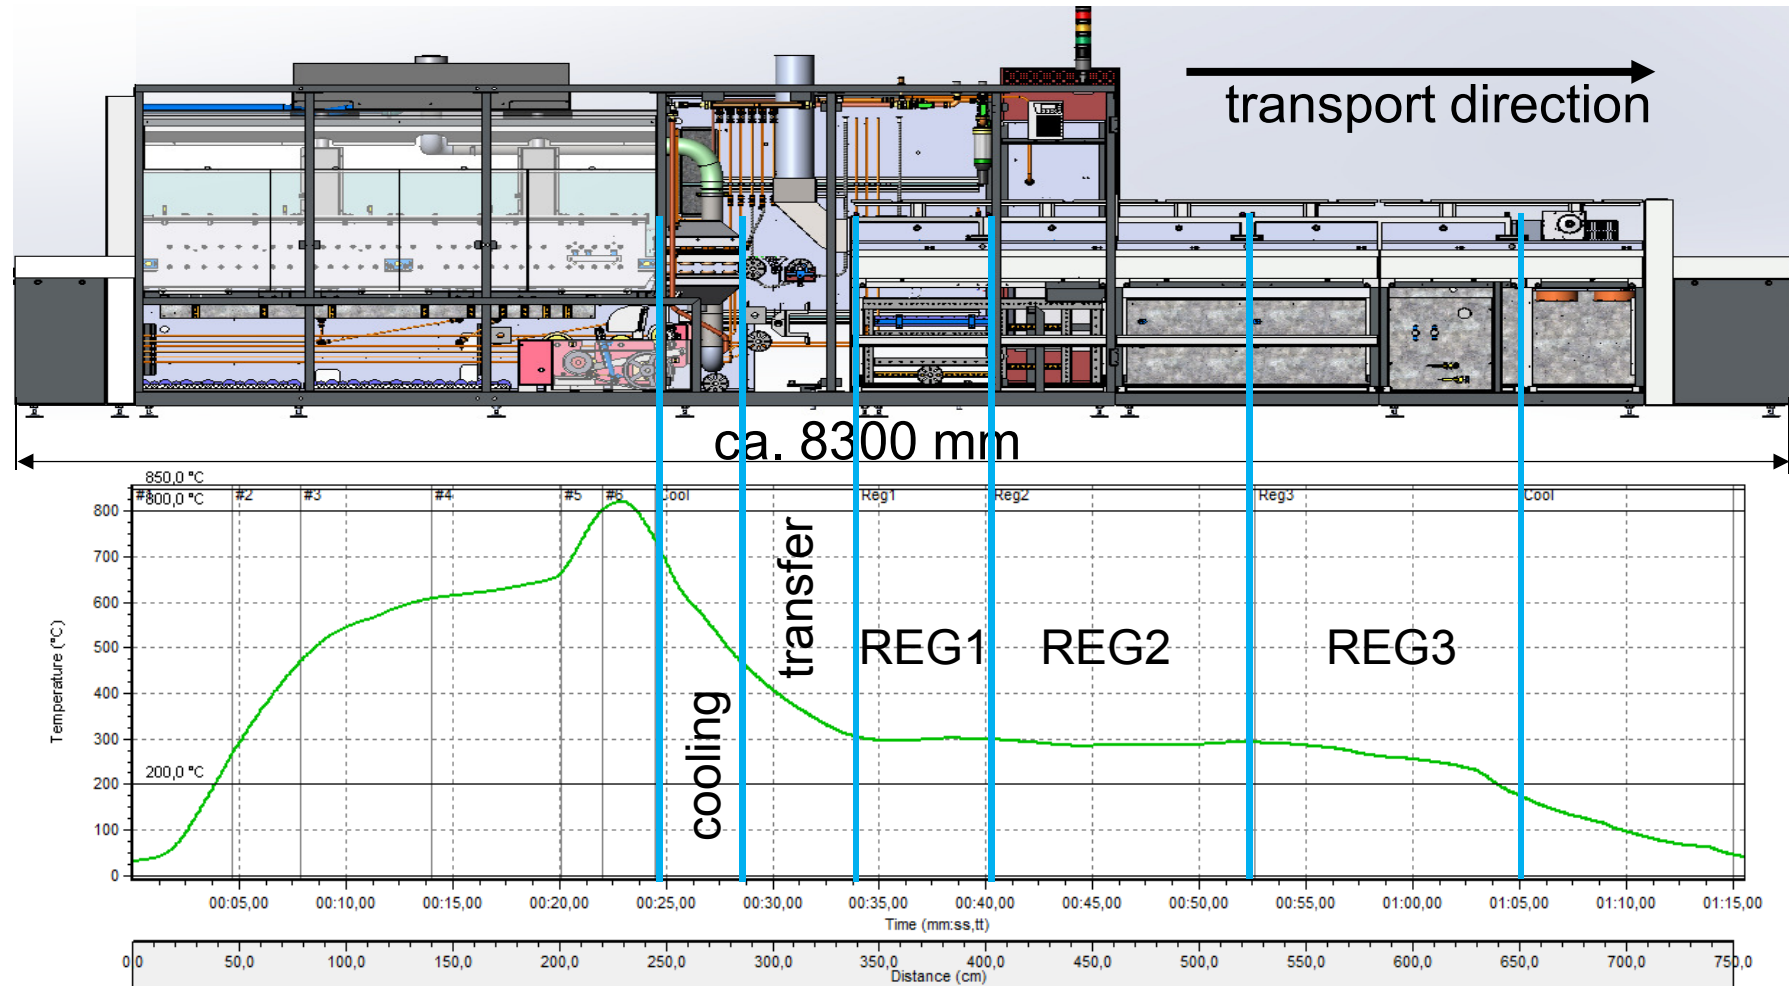 transport direction
ca. 8300 mm
850,0 °C
800,0 °C
#1 #2 #3 #4 #5 #6 Cool Reg1 Reg2 Reg3 Cool
800
700
600
500
400
300
200
100
0
Temperature (°C)
200,0 °C
cooling
transfer
REG1 REG2 REG3
00:05,00 00:10,00 00:15,00 00:20,00 00:25,00 00:30,00 00:35,00 00:40,00 00:45,00 00:50,00 00:55,00 01:00,00 01:05,00 01:10,00 01:15,00
Time (mm:ss,tt)
0,0 50,0 100,0 150,0 200,0 250,0 300,0 350,0 400,0 450,0 500,0 550,0 600,0 650,0 700,0 750,0
Distance (cm)